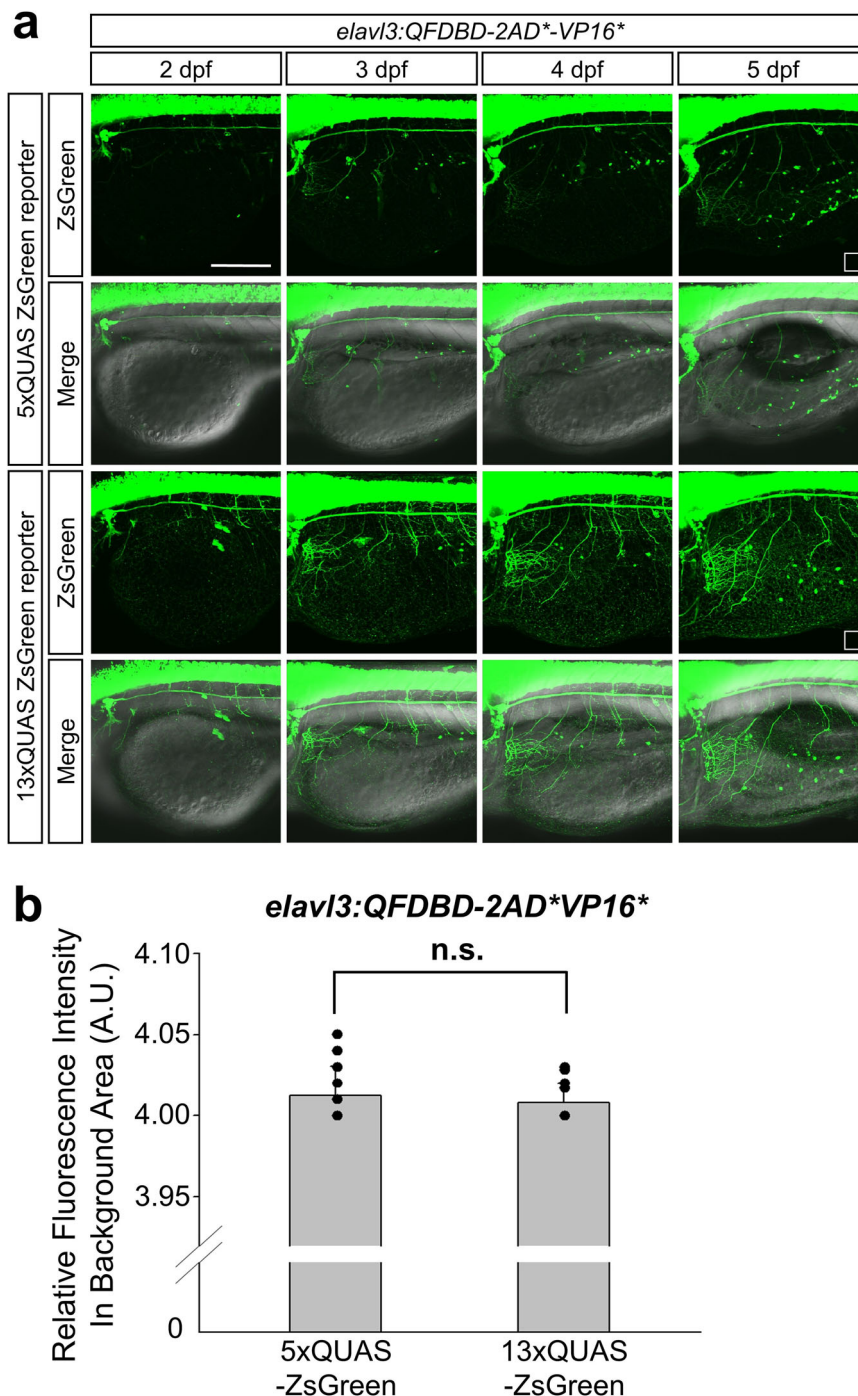 a
elavl3:QFDBD-2AD*-VP16*
2 dpf
3 dpf
4 dpf
5 dpf
5xQUAS ZsGreen reporter
ZsGreen
Merge
13xQUAS ZsGreen reporter
ZsGreen
Merge
b
elavl3:QFDBD-2AD*VP16*
n.s.
Relative Fluorescence Intensity
In Background Area (A.U.)
4.10
4.05
4.00
3.95
0
5xQUAS
-ZsGreen
13xQUAS
-ZsGreen